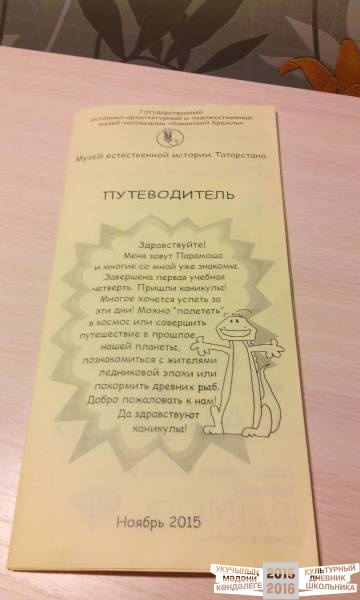 Государственный
историко-архитектурный и художественный
музей-заповедник «Казанский Кремль»
Музей естественной истории Татарстана
ПУТЕВОДИТЕЛЬ
Здравствуйте!
Меня зовут Парамоша
и многие со мной уже знакомы.
Завершена первая учебная
четверть. Пришли каникулы!
Многое хочется успеть за
эти дни! Можно "полететь"
в космос или совершить
путешествие в прошлое
нашей планеты,
познакомиться с жителями
ледниковой эпохи или
покормить древних рыб.
Добро пожаловать к нам!
Да здравствуют
каникулы!
Ноябрь 2015
УКУЧЫНЫҢ
МӘДӘНИ
КӨНДӘЛЕГЕ
2015
2016
КУЛЬТУРНЫЙ
ДНЕВНИК
ШКОЛЬНИКА